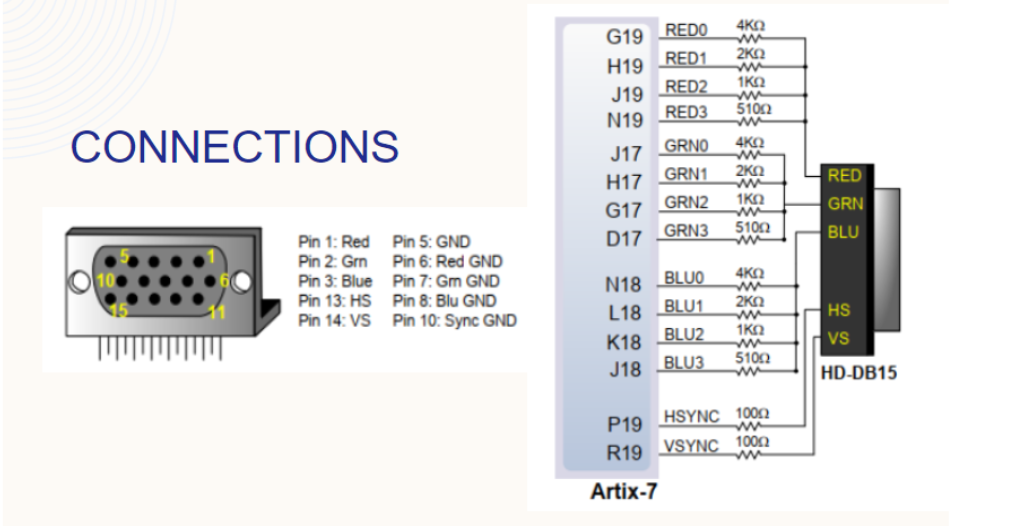 CONNECTIONS
5 1
10 6
15 11
Pin 1: Red Pin 5: GND
Pin 2: Grn Pin 6: Red GND
Pin 3: Blue Pin 7: Grn GND
Pin 13: HS Pin 8: Blu GND
Pin 14: VS Pin 10: Sync GND
G19 RED0 4KΩ
H19 RED1 2KΩ
J19 RED2 1KΩ
N19 RED3 510Ω
J17 GRN0 4KΩ
H17 GRN1 2KΩ
G17 GRN2 1KΩ
D17 GRN3 510Ω
N18 BLU0 4KΩ
L18 BLU1 2KΩ
K18 BLU2 1KΩ
J18 BLU3 510Ω
P19 HSYNC 100Ω
R19 VSYNC 100Ω
Artix-7
RED
GRN
BLU
HS
VS
HD-DB15